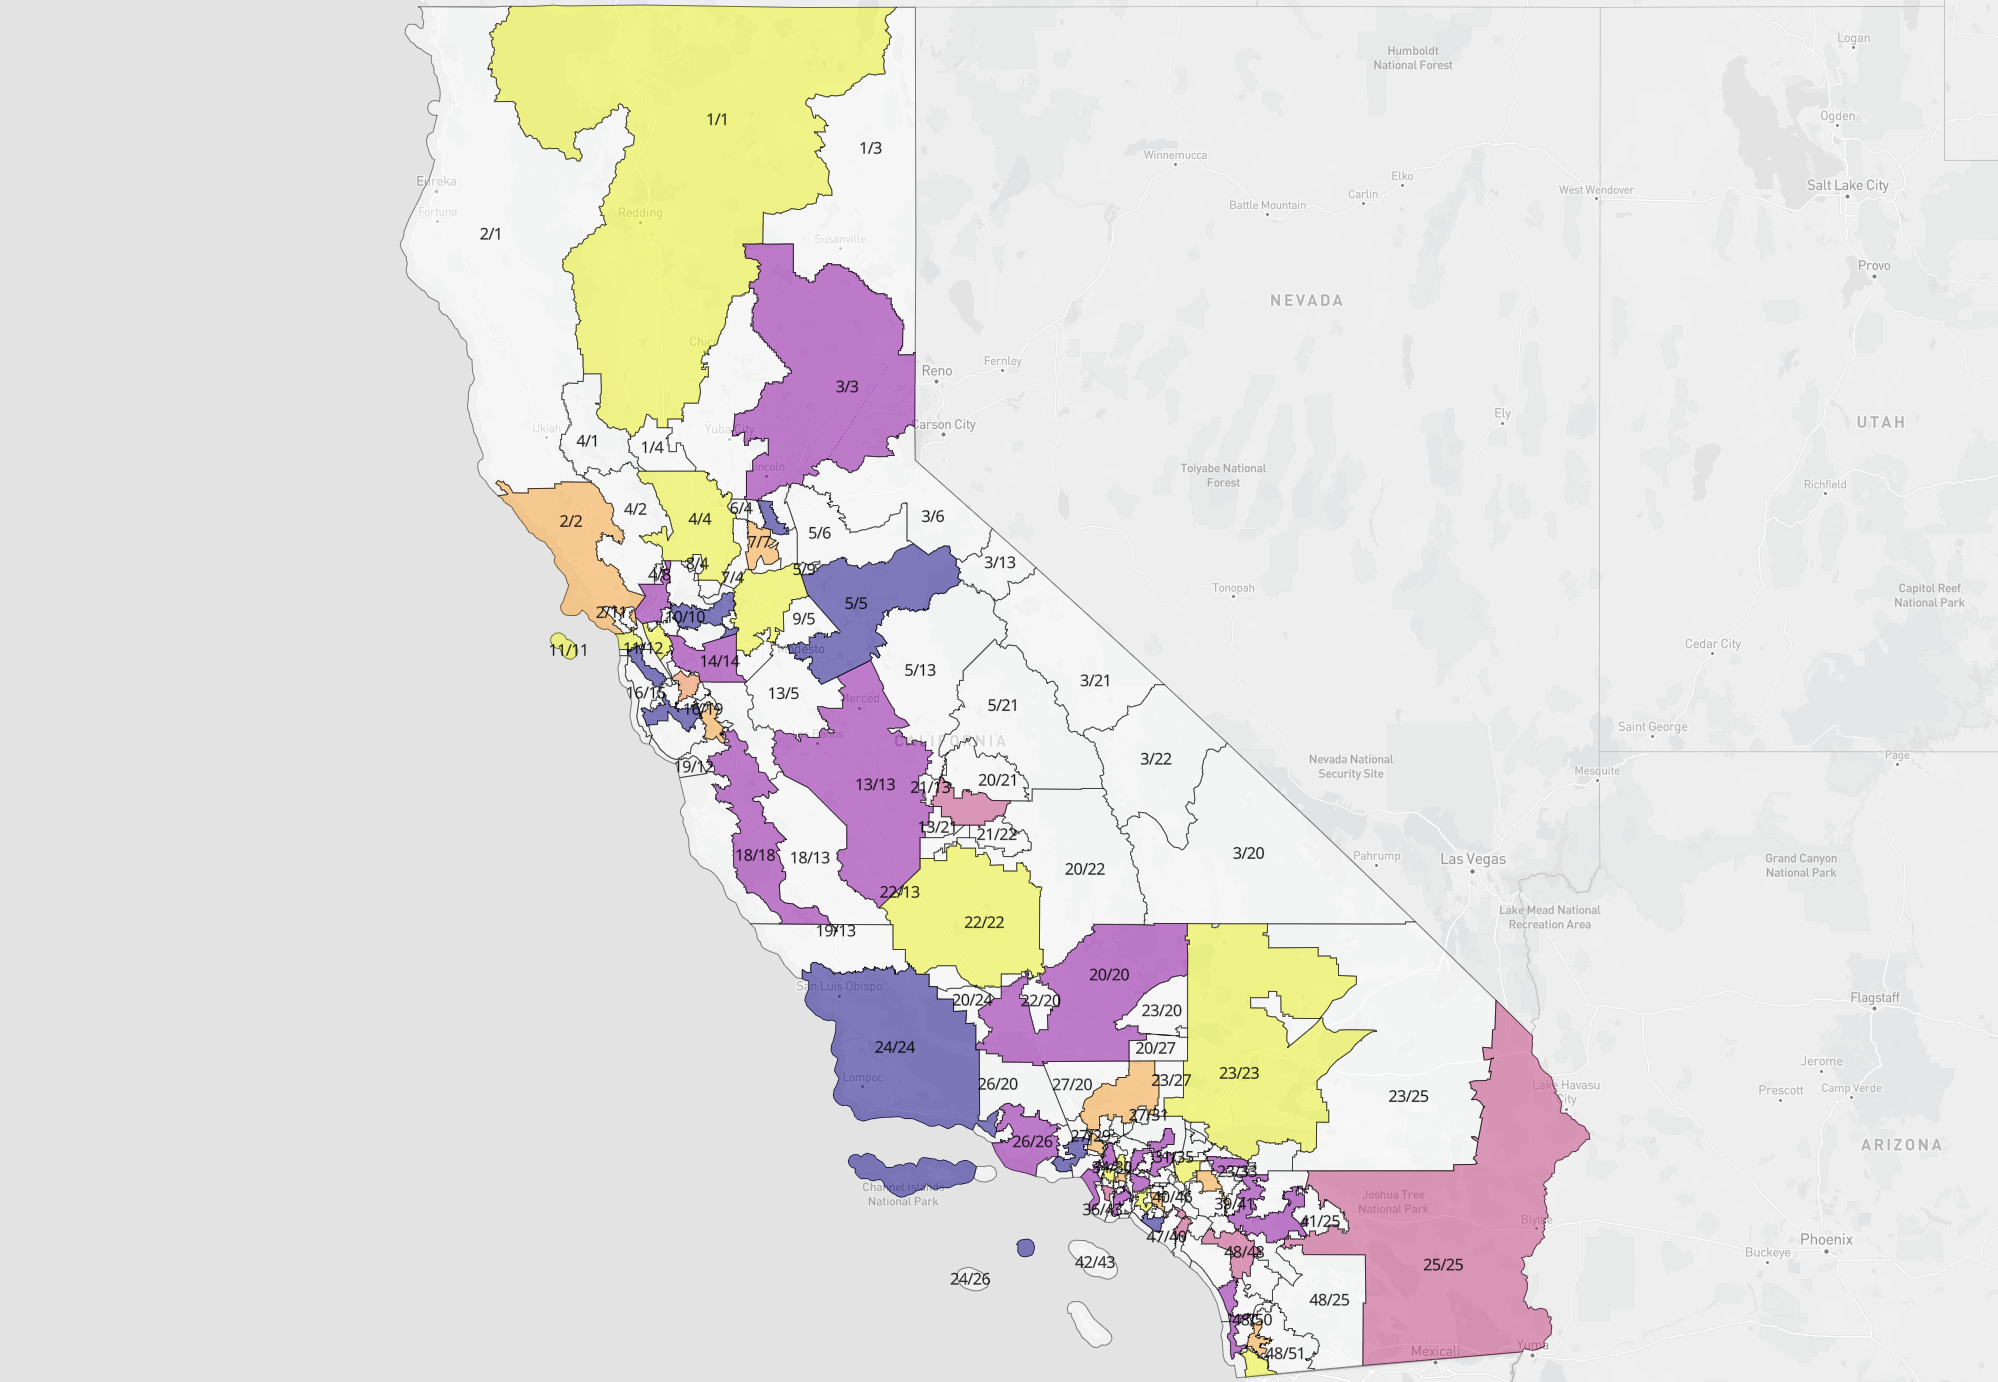 Logan
Humboldt
National Forest
Ogden
1/1
1/3
Winnemucca
Eureka
Elko
Carlin
West Wendover
Salt Lake City
Fortuna
Redding
Battle Mountain
2/1
Susanville
Provo
NEVADA
Chico
Reno
Fernley
3/3
Carson City
Ely
UTAH
Ukiah
Yuba City
4/1
1/4
Lincoln
Toiyabe National
Forest
Richfield
6/4
4/2
2/2
4/4
3/6
5/6
7/7
3/13
8/4
5/9
4/8
7/4
Tonopah
Capitol Reef
National Park
5/5
2/11
10/10
9/5
Cedar City
11/11
11/12
Modesto
14/14
5/13
3/21
16/15
13/5
Merced
5/21
16/19
Saint George
CALIFORNIA
Page
3/22
Nevada National
Security Site
Mesquite
19/12
20/21
13/13
21/13
13/21
21/22
18/18
18/13
3/20
Pahrump
Las Vegas
Grand Canyon
National Park
20/22
22/13
Lake Mead National
Recreation Area
22/22
19/13
20/20
San Luis Obispo
20/24
22/20
23/20
Flagstaff
24/24
20/27
Jerome
Lompoc
26/20
27/20
23/27
23/23
Lake Havasu
City
Prescott
Camp Verde
23/25
27/31
27/29
26/26
ARIZONA
31/35
23/33
Channel Islands
National Park
40/46
39/41
Joshua Tree
National Park
36/43
41/25
Blythe
47/40
48/48
Phoenix
Buckeye
42/43
24/26
25/25
48/25
48/50
48/51
Mexicali
Yuma